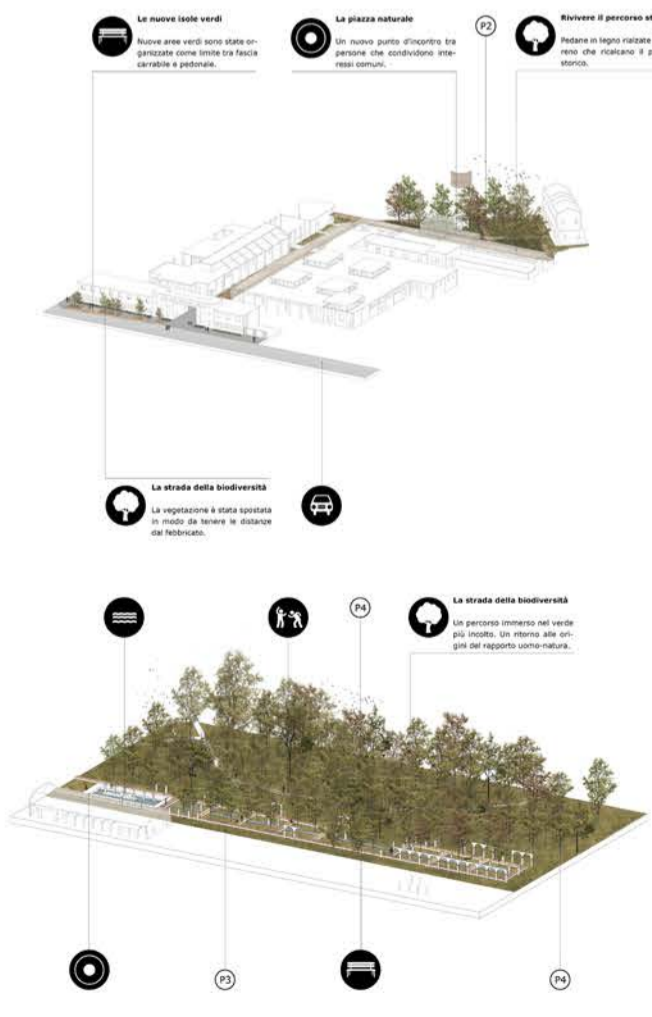 Le nuove isole verdi
Nuove aree verdi sono state or-
ganizzate come limite tra fascia
carrabile e pedonale.
La piazza naturale
Un nuovo punto d'incontro tra
persone che condividono inte-
ressi comuni.
P2
Rivivere il percorso st
Pedane in legno rialzate
reno che ricalcano il p
storico.
La strada della biodiversità
La vegetazione è stata spostata
in modo da tenere le distanze
dal febbricato.
P4
La strada della biodiversità
Un percorso immerso nel verde
più incolto. Un ritorno alle ori-
gini del rapporto uomo-natura.
P3
P4